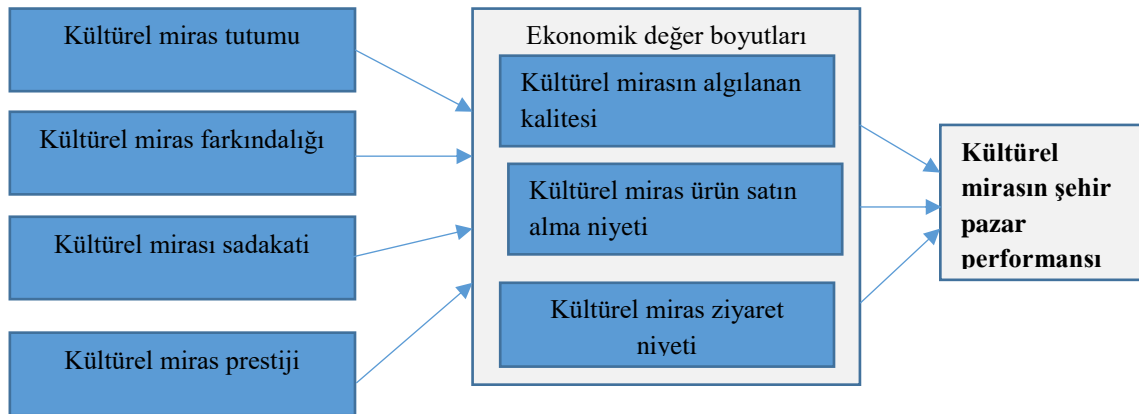 Kültürel miras tutumu
Kültürel miras farkındalığı
Kültürel mirası sadakati
Kültürel miras prestiji
Ekonomik değer boyutları
Kültürel mirasın algılanan
kalitesi
Kültürel miras ürün satın
alma niyeti
Kültürel miras ziyaret
niyeti
Kültürel
mirasın şehir
pazar
performansı